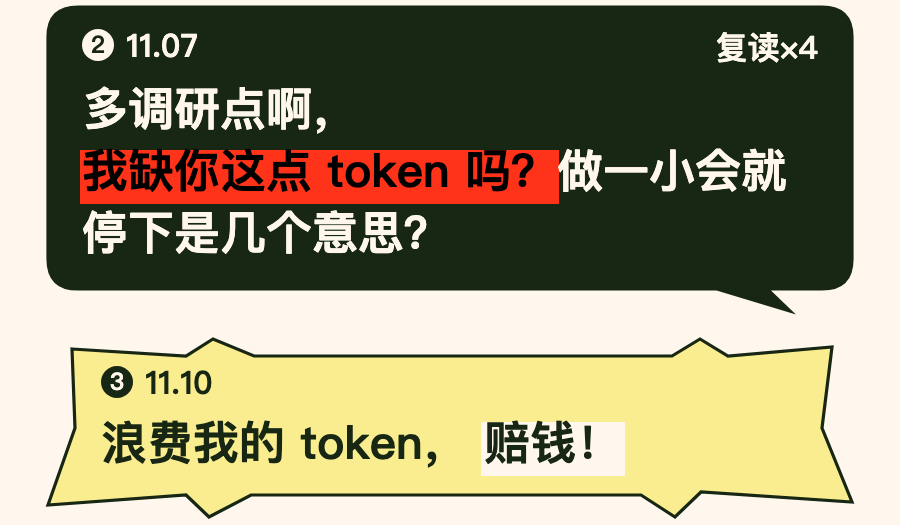 2 11.07
复读×4
多调研点啊，
我缺你这点 token 吗？做一小会就
停下是几个意思？
3 11.10
浪费我的 token， 赔钱！